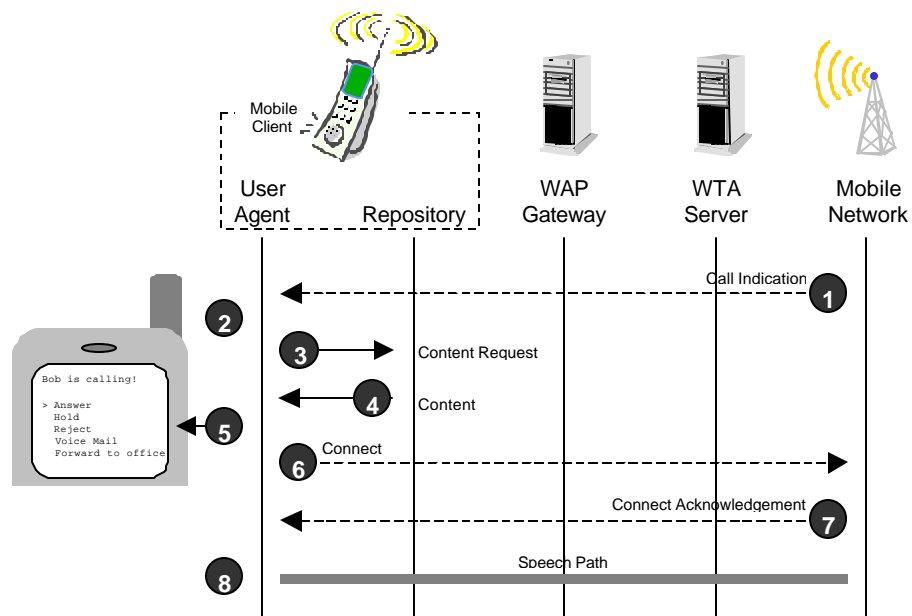 Mobile
Client
User
Agent
Repository
WAP
Gateway
WTA
Server
Mobile
Network
Call Indication
1
2
3
Content Request
4
Content
Bob is calling!
> Answer
Hold
Reject
Voice Mail
Forward to office
5
Connect
6
Connect Acknowledgement
7
Speech Path
8